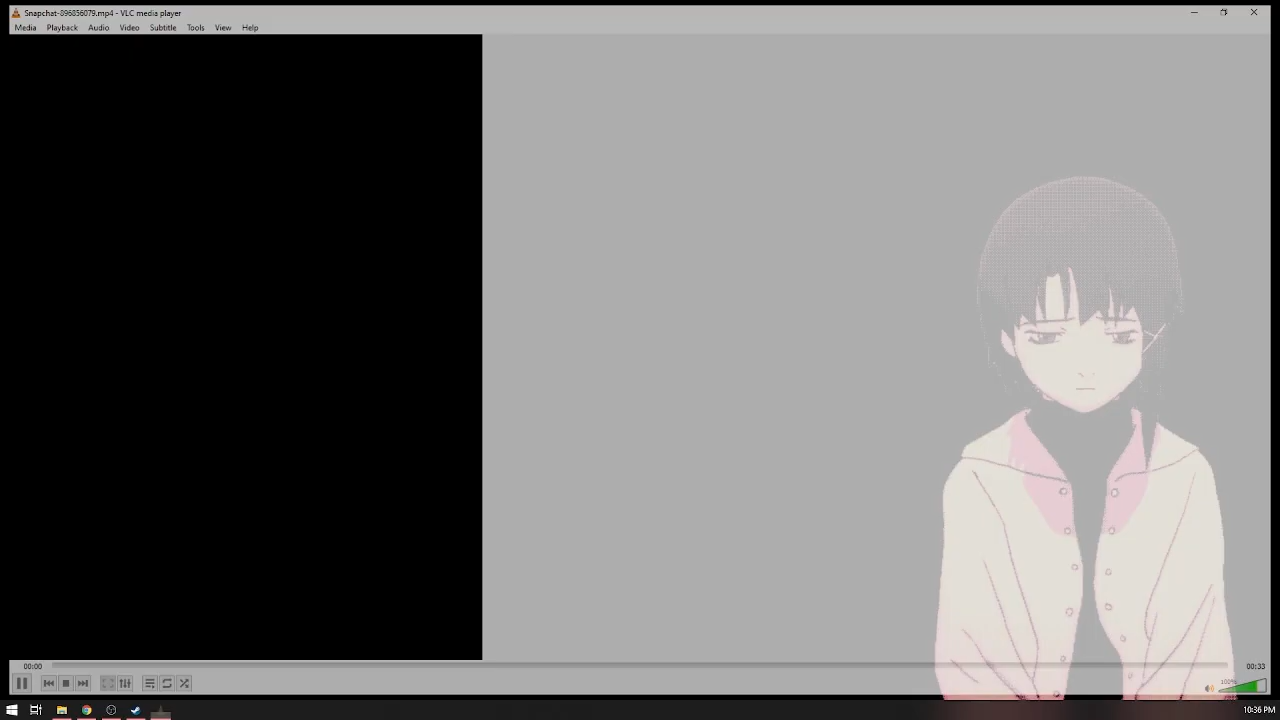 Snapchat-896856079.mp4 - VLC media player
Media Playback Audio Video Subtitle Tools View Help
00:00 00:33
100%
10:36 PM